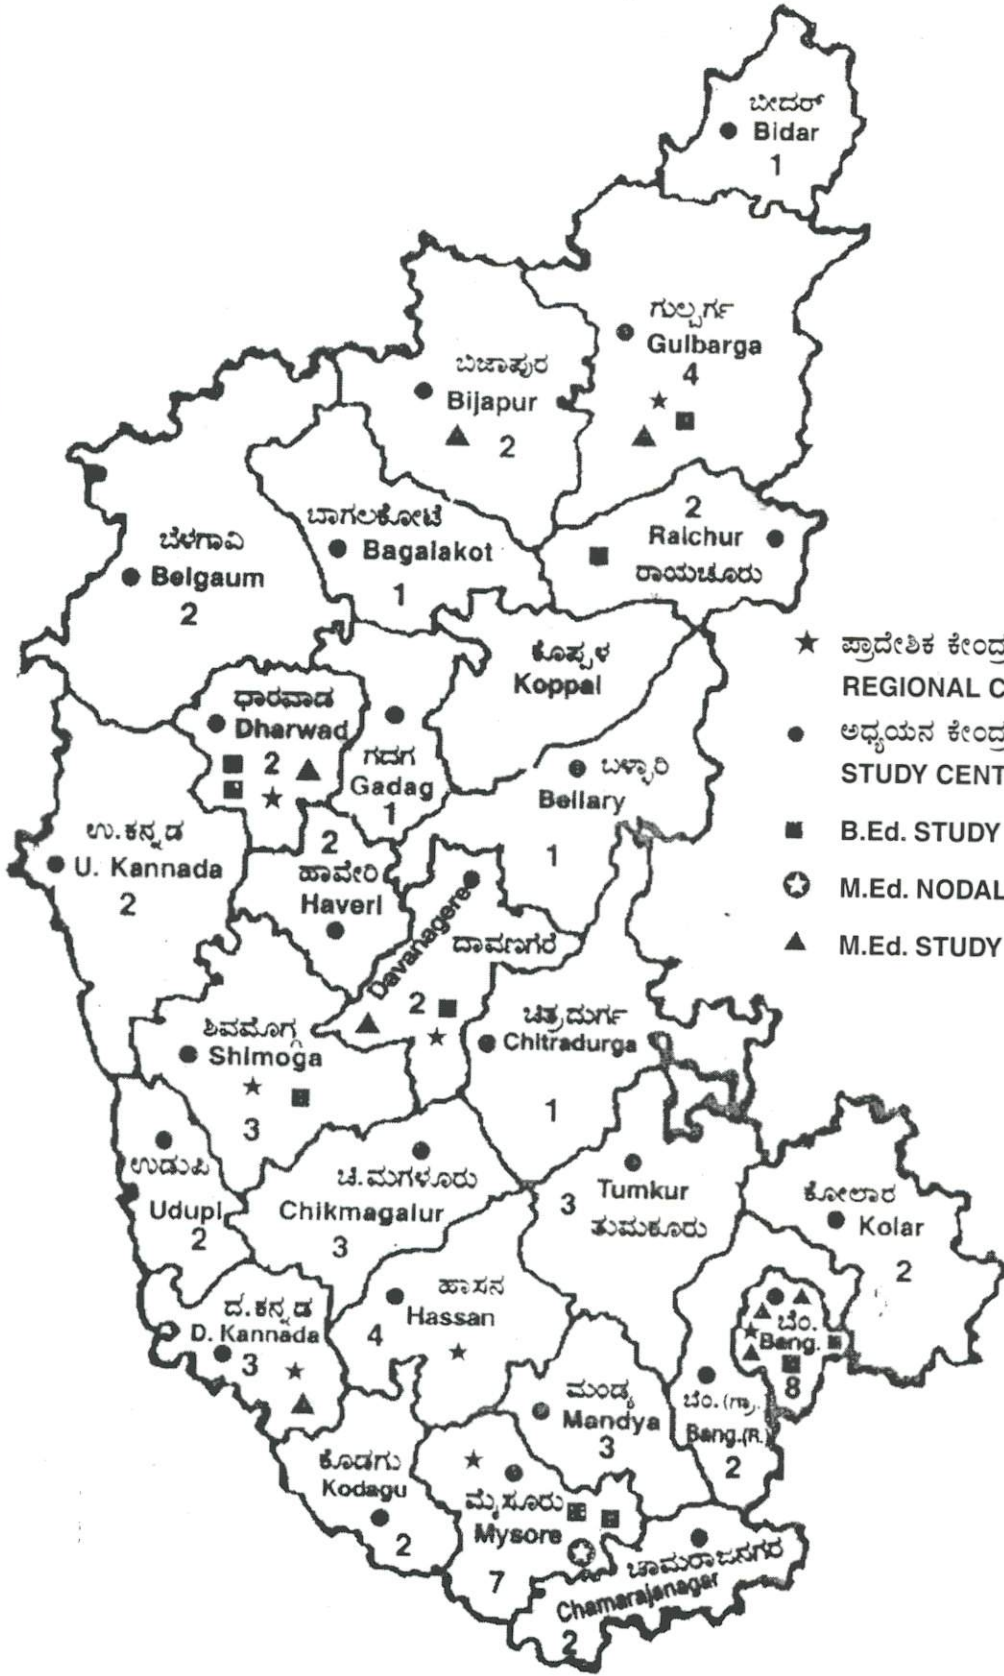 ಬೀದರ್
Bidar
1
ಗುಲ್ಬರ್ಗ
Gulbarga
4
ಬಿಜಾಪುರ
Bijapur
2
2
Raichur
ರಾಯಚೂರು
ಬಾಗಲಕೋಟೆ
Bagalakot
1
ಬೆಳಗಾವಿ
Belgaum
2
ಕೊಪ್ಪಳ
Koppal
★ ಪ್ರಾದೇಶಿಕ ಕೇಂದ್ರ
REGIONAL C
● ಅಧ್ಯಯನ ಕೇಂದ್ರ
STUDY CENT
■ B.Ed. STUDY
✪ M.Ed. NODAL
▲ M.Ed. STUDY
ಧಾರವಾಡ
Dharwad
2
ಗದಗ
Gadag
1
ಬಳ್ಳಾರಿ
Bellary
1
ಉ.ಕನ್ನಡ
U. Kannada
2
2
ಹಾವೇರಿ
Haveri
Davanagere
ದಾವಣಗೆರೆ
2
ಶಿವಮೊಗ್ಗ
Shimoga
3
ಚಿತ್ರದುರ್ಗ
Chitradurga
1
ಉಡುಪಿ
Udupi
2
ಚಿ.ಮಗಳೂರು
Chikmagalur
3
3 Tumkur
ತುಮಕೂರು
ಕೋಲಾರ
Kolar
2
ಹಾಸನ
Hassan
4
ದ.ಕನ್ನಡ
D. Kannada
3
ಬೆಂ.
Bang.
8
ಬೆಂ.(ಗ್ರಾ.
Bang.(R.)
2
ಮಂಡ್ಯ
Mandya
3
ಕೊಡಗು
Kodagu
2
ಮೈಸೂರು
Mysore
7
ಚಾಮರಾಜನಗರ
Chamarajanagar
2